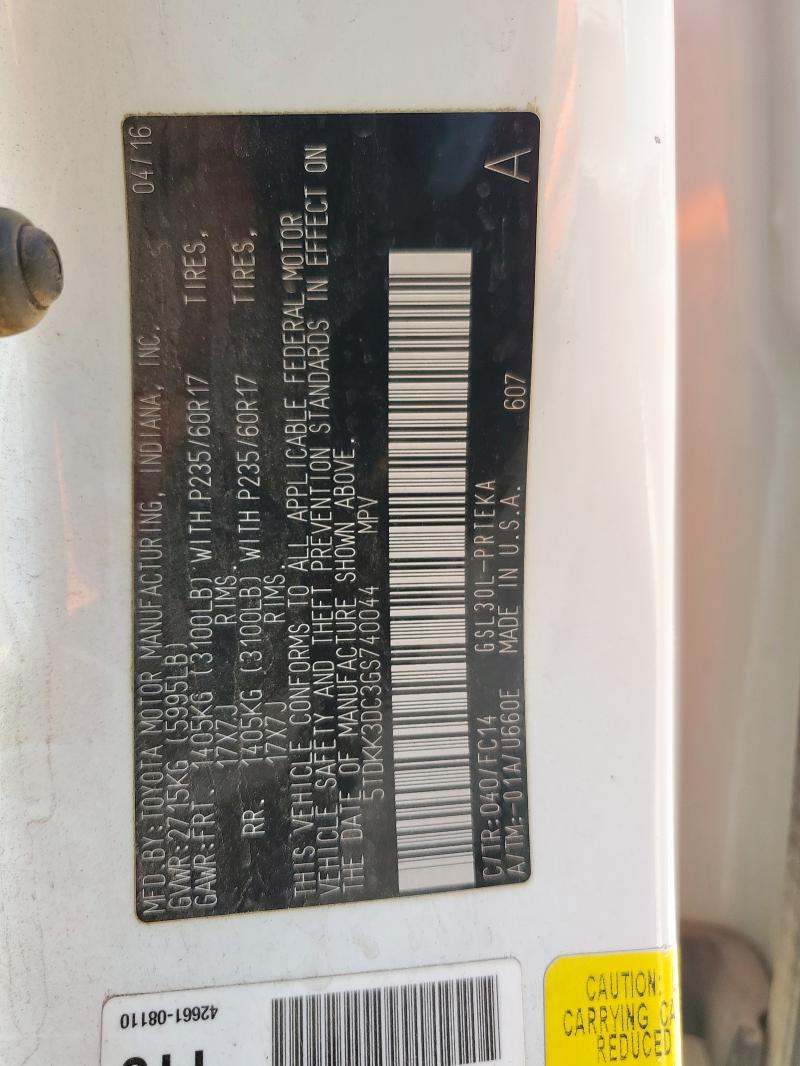 MFD.BY:TOYOTA MOTOR MANUFACTURING, INDIANA, INC. 04/16
GVWR:2715KG (5995LB)
GAWR:FRT. 1405KG (3100LB) WITH P235/60R17 TIRES,
17X7J RIMS.
RR. 1405KG (3100LB) WITH P235/60R17 TIRES,
17X7J RIMS.
THIS VEHICLE CONFORMS TO ALL APPLICABLE FEDERAL MOTOR
VEHICLE SAFETY AND THEFT PREVENTION STANDARDS IN EFFECT ON
THE DATE OF MANUFACTURE SHOWN ABOVE.
5TDKK3DC3GS740044 MPV
C/TR:040/FC14 GSL30L-PRTEKA
A/TM:-01A/U660E MADE IN U.S.A. 607 A
42661-08110
CAUTION:
CARRYING CA
REDUCED